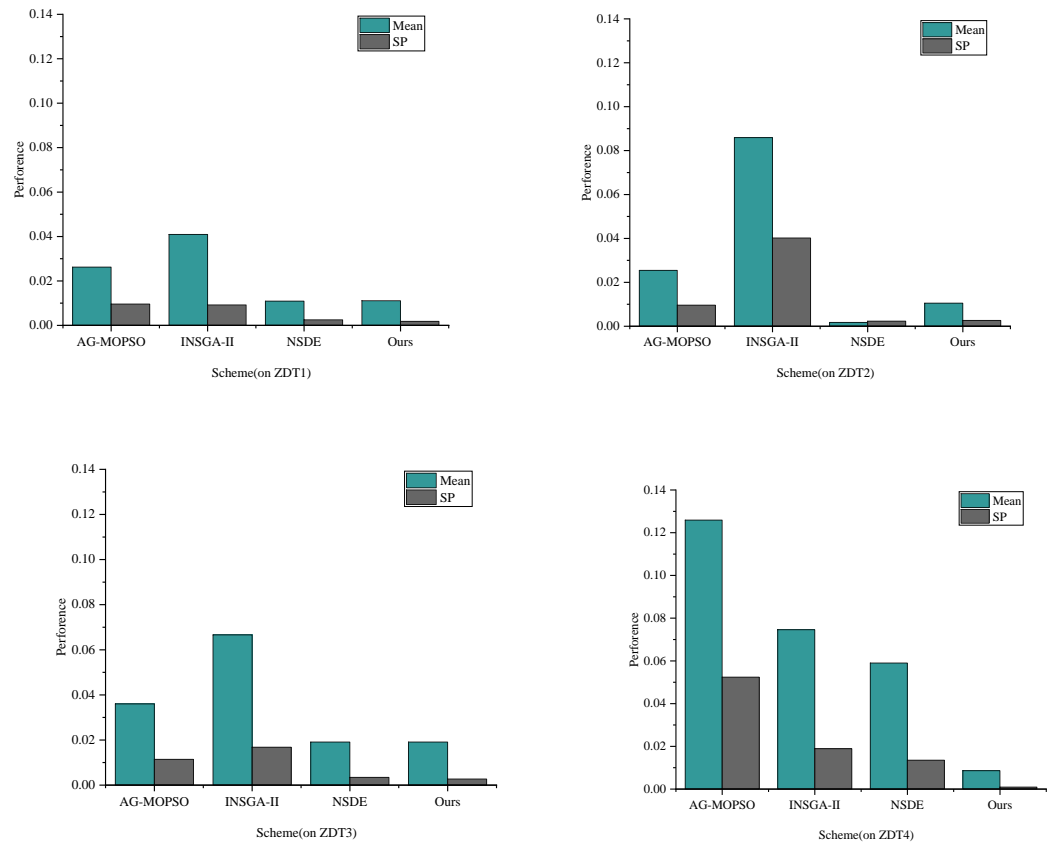 0.14
0.12
0.10
0.08
0.06
0.04
0.02
0.00
Perforence
Mean
SP
AG-MOPSO INSGA-II NSDE Ours
Scheme(on ZDT1)
0.14
0.12
0.10
0.08
0.06
0.04
0.02
0.00
Perforence
Mean
SP
AG-MOPSO INSGA-II NSDE Ours
Scheme(on ZDT2)
0.14
0.12
0.10
0.08
0.06
0.04
0.02
0.00
Perforence
Mean
SP
AG-MOPSO INSGA-II NSDE Ours
Scheme(on ZDT3)
0.14
0.12
0.10
0.08
0.06
0.04
0.02
0.00
Perforence
Mean
SP
AG-MOPSO INSGA-II NSDE Ours
Scheme(on ZDT4)